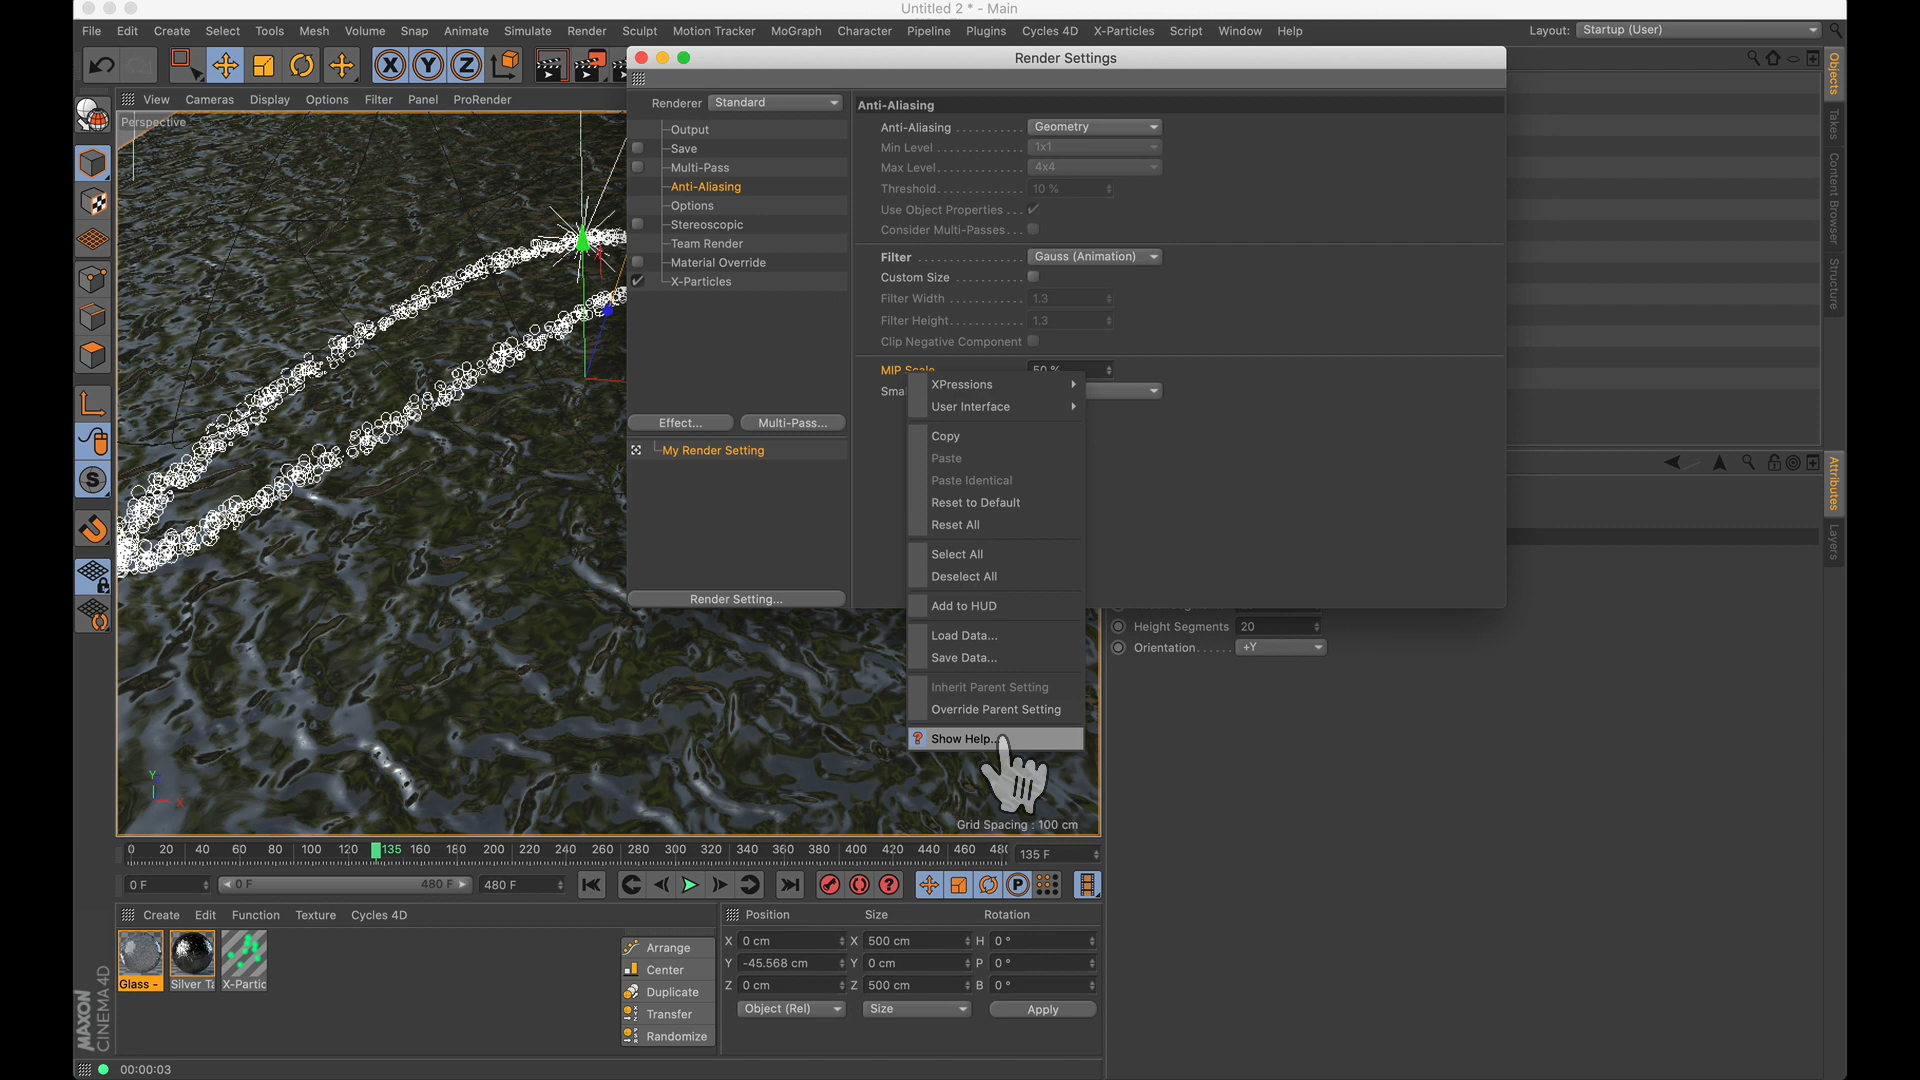 Untitled 2 * - Main
File Edit Create Select Tools Mesh Volume Snap Animate Simulate Render Sculpt Motion Tracker MoGraph Character Pipeline Plugins Cycles 4D X-Particles Script Window Help Layout: Startup (User)
X Y Z
Render Settings
View Cameras Display Options Filter Panel ProRender
Perspective
Renderer Standard
Output
Save
Multi-Pass
Anti-Aliasing
Options
Stereoscopic
Team Render
Material Override
X-Particles
Effect... Multi-Pass...
My Render Setting
Render Setting...
Anti-Aliasing
Anti-Aliasing Geometry
Min Level 1x1
Max Level 4x4
Threshold 10 %
Use Object Properties
Consider Multi-Passes
Filter Gauss (Animation)
Custom Size
Filter Width 1.3
Filter Height 1.3
Clip Negative Component
MIP Scale 50 %
XPressions
User Interface
Copy
Paste
Paste Identical
Reset to Default
Reset All
Select All
Deselect All
Add to HUD
Load Data...
Save Data...
Inherit Parent Setting
Override Parent Setting
? Show Help...
Objects
Takes
Content Browser
Structure
Attributes
Layers
Height Segments 20
Orientation +Y
S
Y
X
Grid Spacing : 100 cm
0 20 40 60 80 100 120 135 160 180 200 220 240 260 280 300 320 340 360 380 400 420 440 460 480 135 F
0 F 0 F 480 F 480 F ? P
Create Edit Function Texture Cycles 4D
Glass - Silver Ta X-Partic
Arrange
Center
Duplicate
Transfer
Randomize
Position Size Rotation
X 0 cm X 500 cm H 0 °
Y -45.568 cm Y 0 cm P 0 °
Z 0 cm Z 500 cm B 0 °
Object (Rel) Size Apply
MAXON
CINEMA 4D
00:00:03